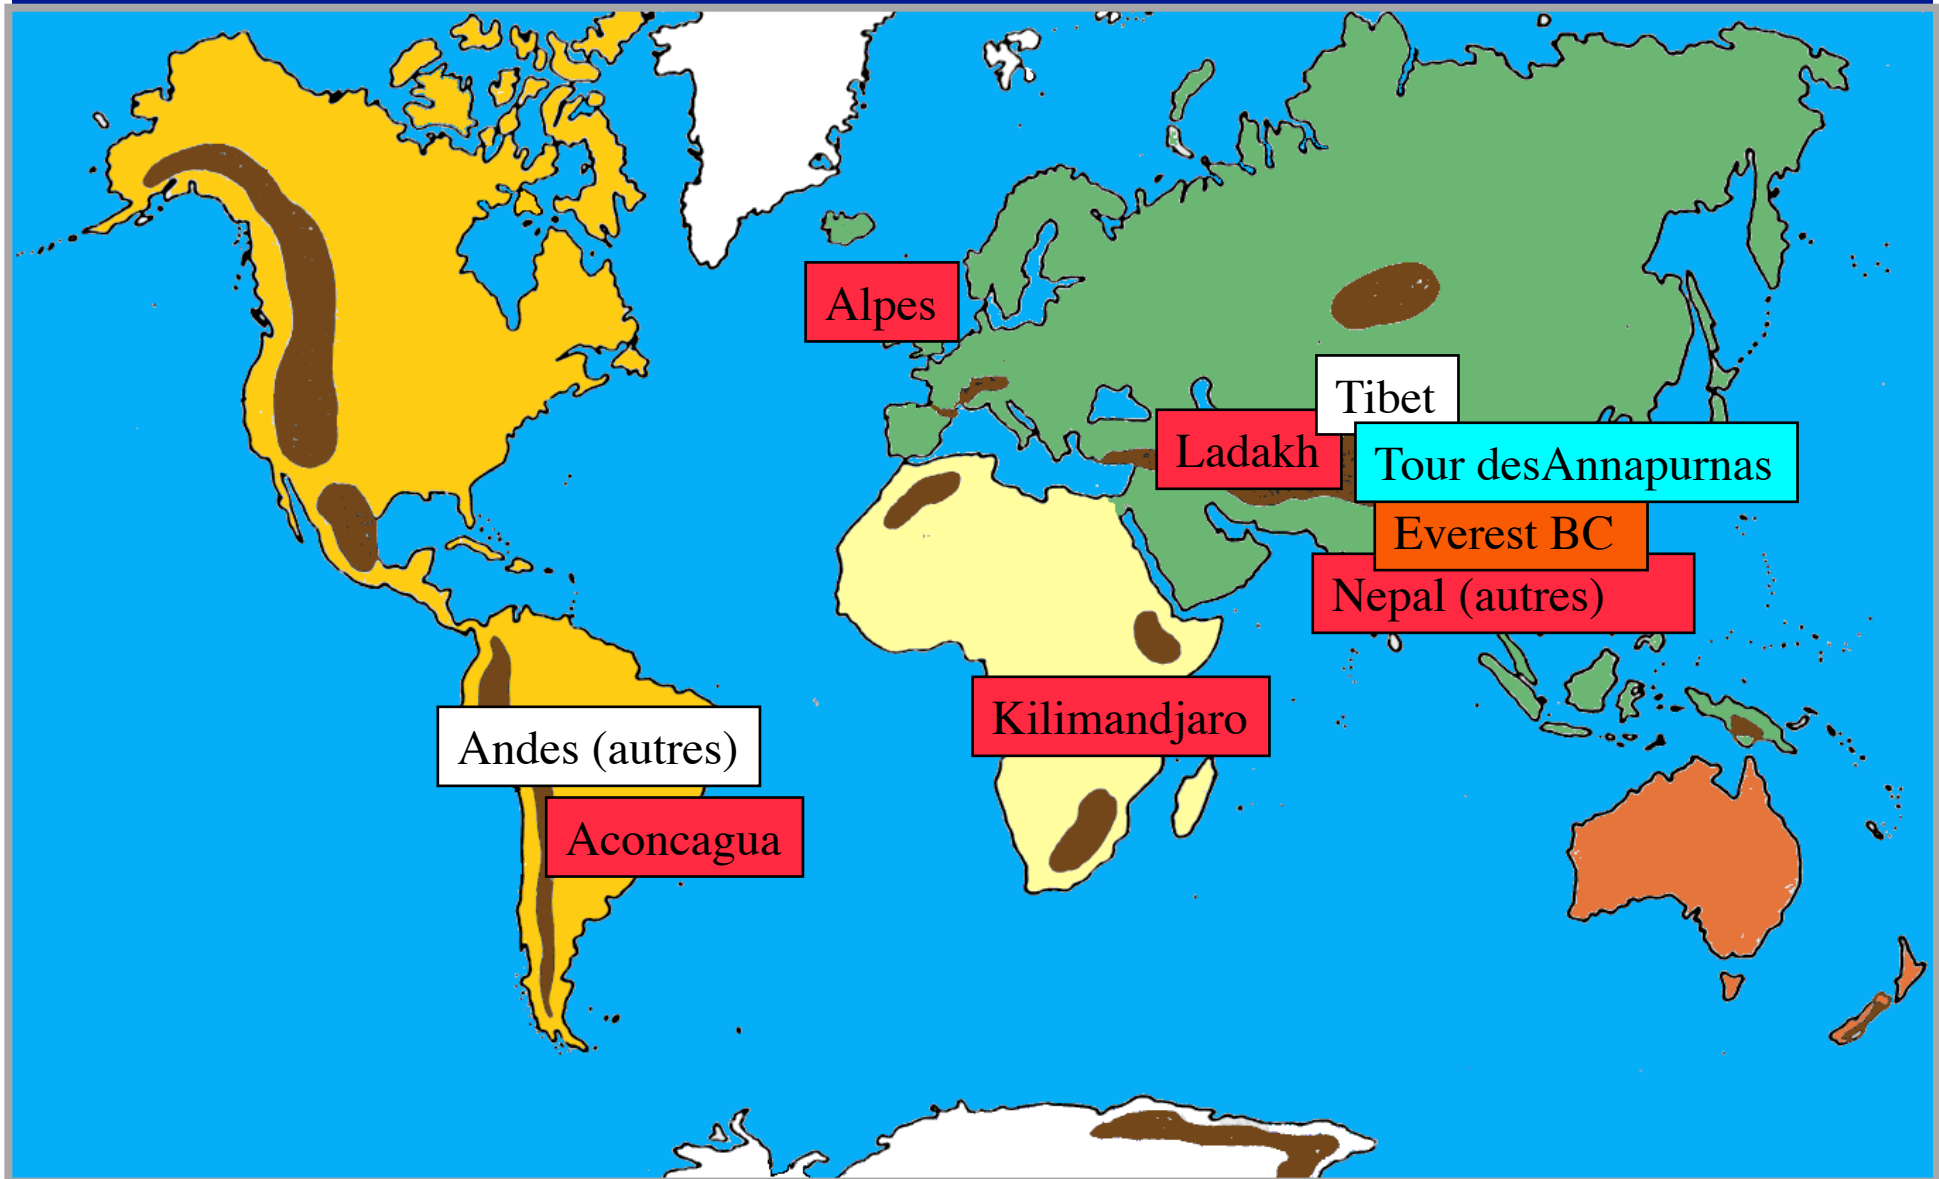 Alpes
Tibet
Ladakh
Tour desAnnapurnas
Everest BC
Nepal (autres)
Kilimandjaro
Andes (autres)
Aconcagua